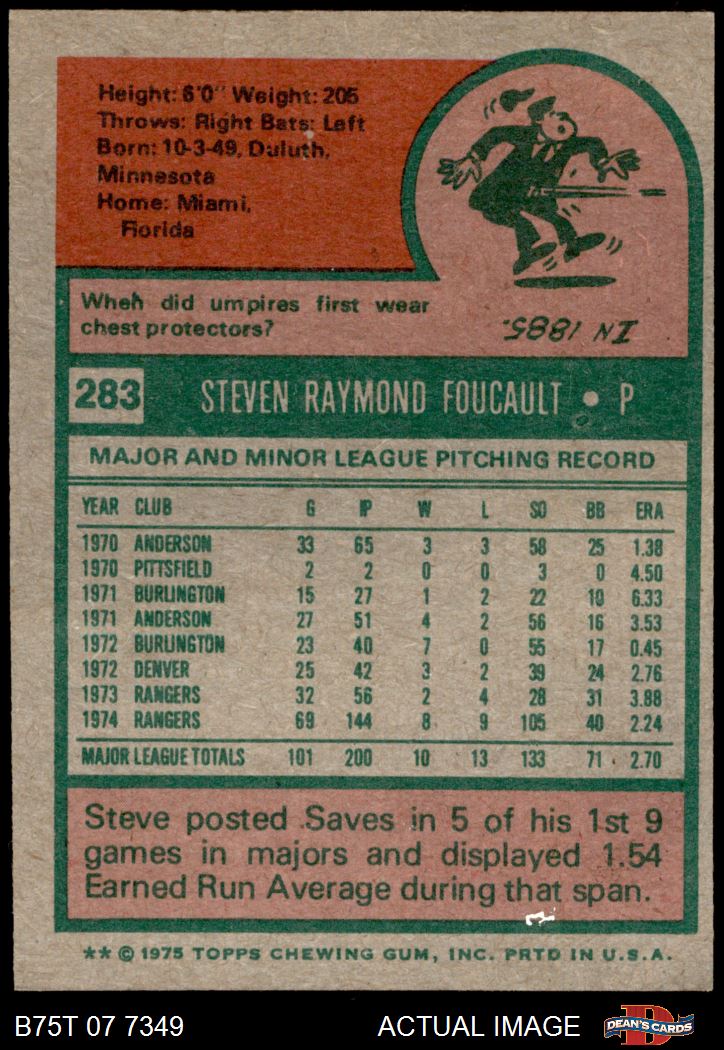 Height: 6'0" Weight: 205
Throws: Right Bats: Left
Born: 10-3-49, Duluth,
Minnesota
Home: Miami,
Florida
When did umpires first wear
chest protectors?
IN 1885.
283 STEVEN RAYMOND FOUCAULT • P
MAJOR AND MINOR LEAGUE PITCHING RECORD
YEAR CLUB G IP W L SO BB ERA
1970 ANDERSON 33 65 3 3 58 25 1.38
1970 PITTSFIELD 2 2 0 0 3 0 4.50
1971 BURLINGTON 15 27 1 2 22 10 6.33
1971 ANDERSON 27 51 4 2 56 16 3.53
1972 BURLINGTON 23 40 7 0 55 17 0.45
1972 DENVER 25 42 3 2 39 24 2.76
1973 RANGERS 32 56 2 4 28 31 3.88
1974 RANGERS 69 144 8 9 105 40 2.24
MAJOR LEAGUE TOTALS 101 200 10 13 133 71 2.70
Steve posted Saves in 5 of his 1st 9
games in majors and displayed 1.54
Earned Run Average during that span.
** © 1975 TOPPS CHEWING GUM, INC. PRTD IN U.S.A.
B75T 07 7349 ACTUAL IMAGE DEAN'S CARDS